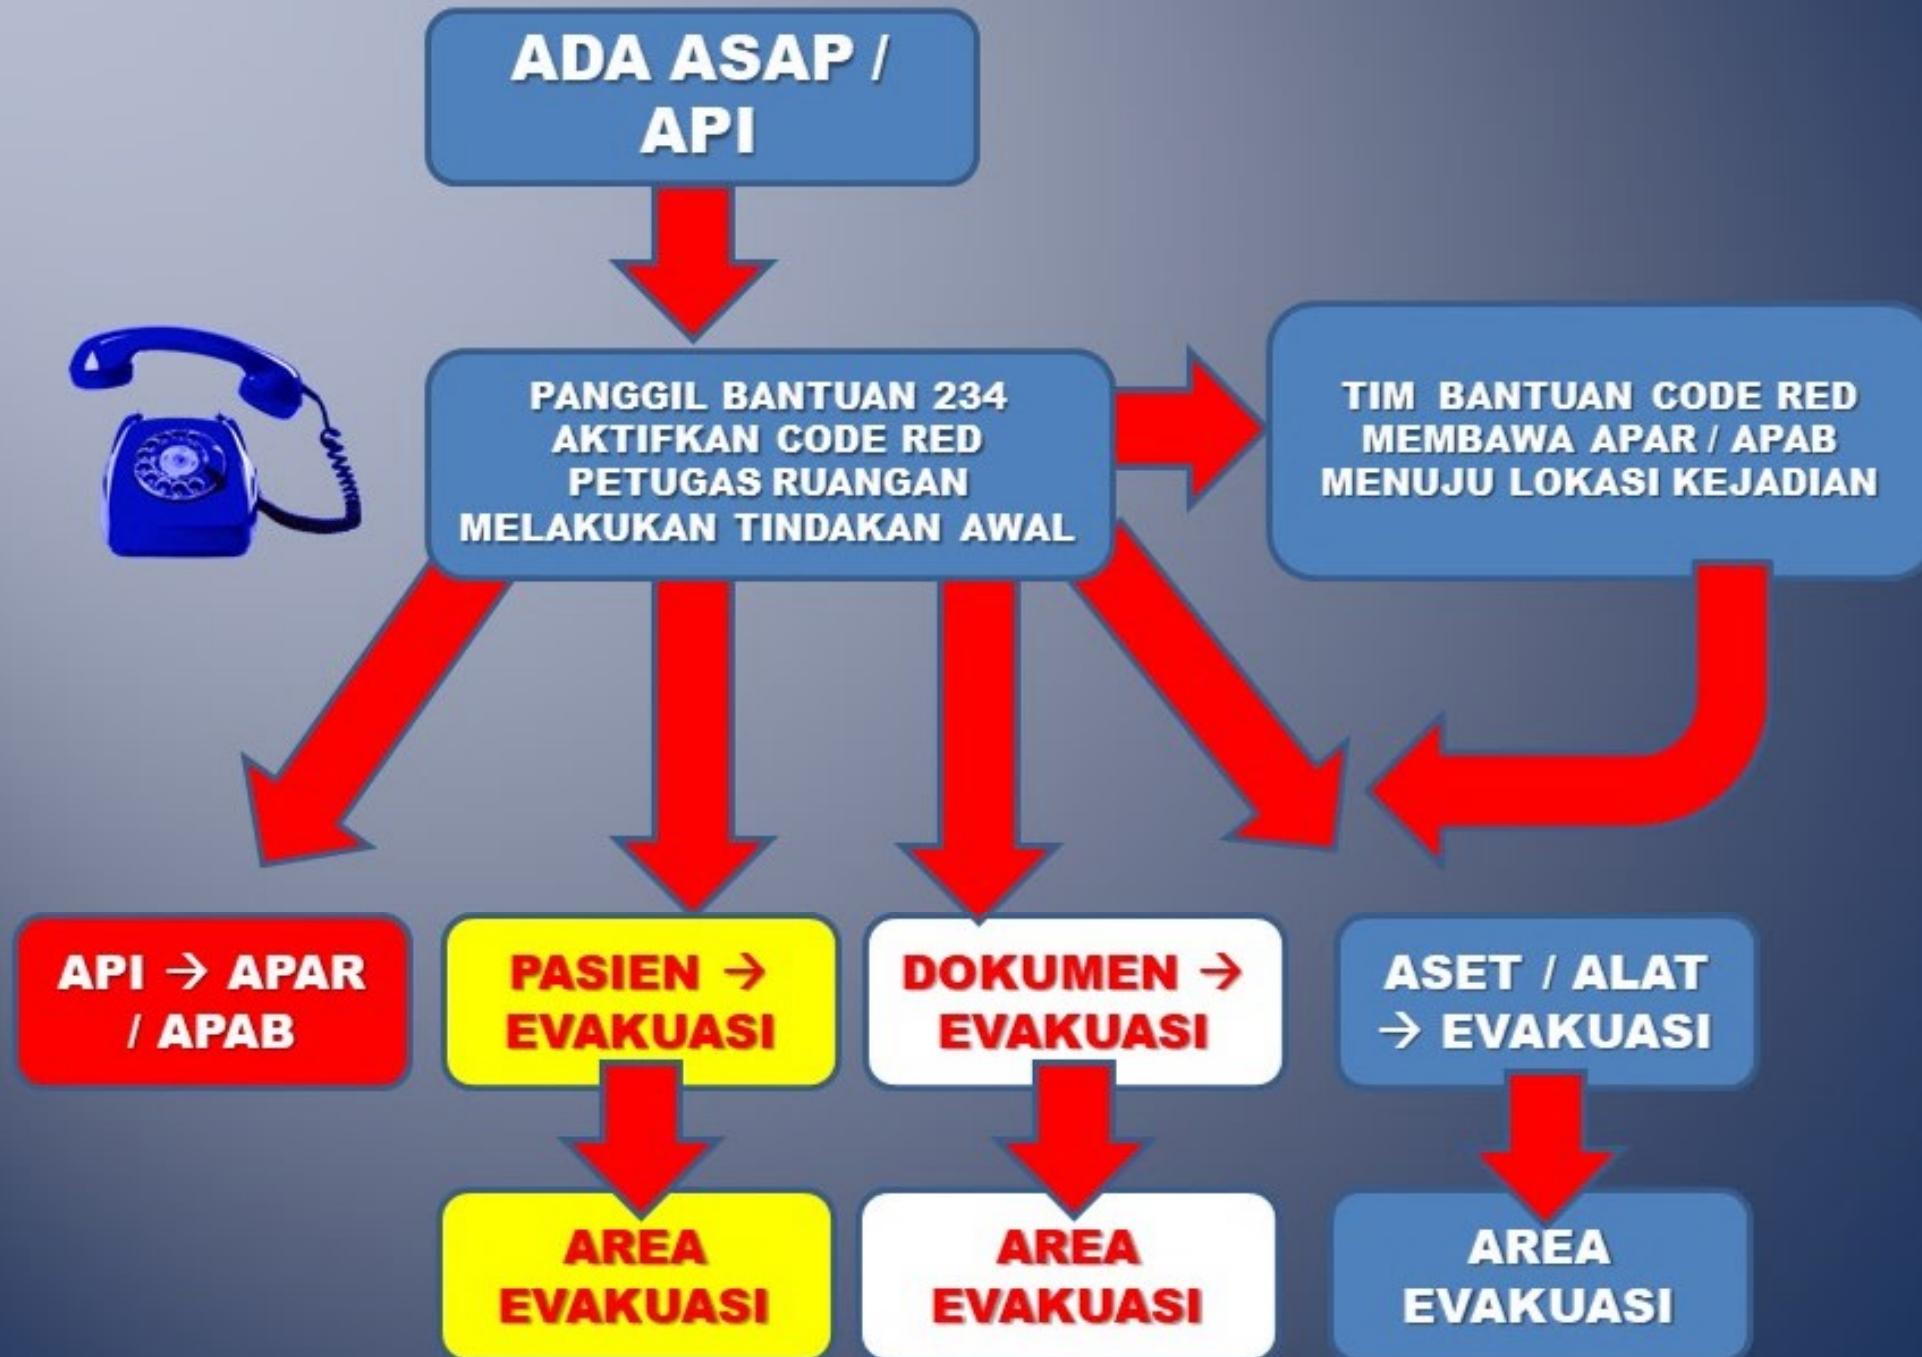 ADA ASAP /
API
PANGGIL BANTUAN 234
AKTIFKAN CODE RED
PETUGAS RUANGAN
MELAKUKAN TINDAKAN AWAL
TIM BANTUAN CODE RED
MEMBAWA APAR / APAB
MENUJU LOKASI KEJADIAN
API → APAR
/ APAB
PASIEN →
EVAKUASI
DOKUMEN →
EVAKUASI
ASET / ALAT
→ EVAKUASI
AREA
EVAKUASI
AREA
EVAKUASI
AREA
EVAKUASI